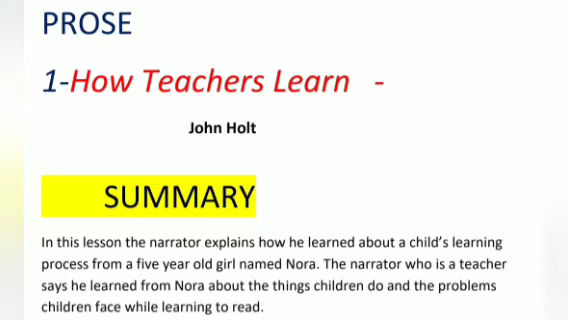 PROSE
1-How Teachers Learn -
John Holt
SUMMARY
In this lesson the narrator explains how he learned about a child's learning
process from a five year old girl named Nora. The narrator who is a teacher
says he learned from Nora about the things children do and the problems
children face while learning to read.